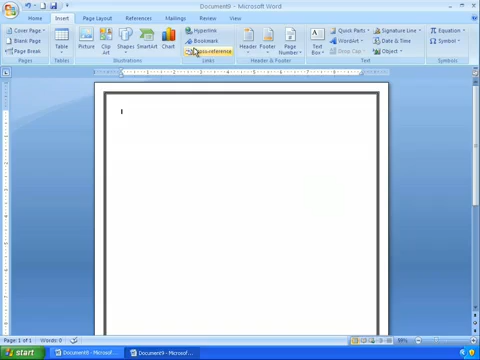 Document9 - Microsoft Word
Home Insert Page Layout References Mailings Review View
Cover Page
Blank Page
Page Break
Pages
Table
Tables
Picture Clip Art Shapes SmartArt Chart
Illustrations
Hyperlink
Bookmark
Cross-reference
Links
Header Footer Page Number
Header & Footer
Text Box
Quick Parts
WordArt
Drop Cap
Signature Line
Date & Time
Object
Text
Equation
Symbol
Symbols
Page: 1 of 1 Words: 0
start
Document8 - Microsof...
Document9 - Microsof...